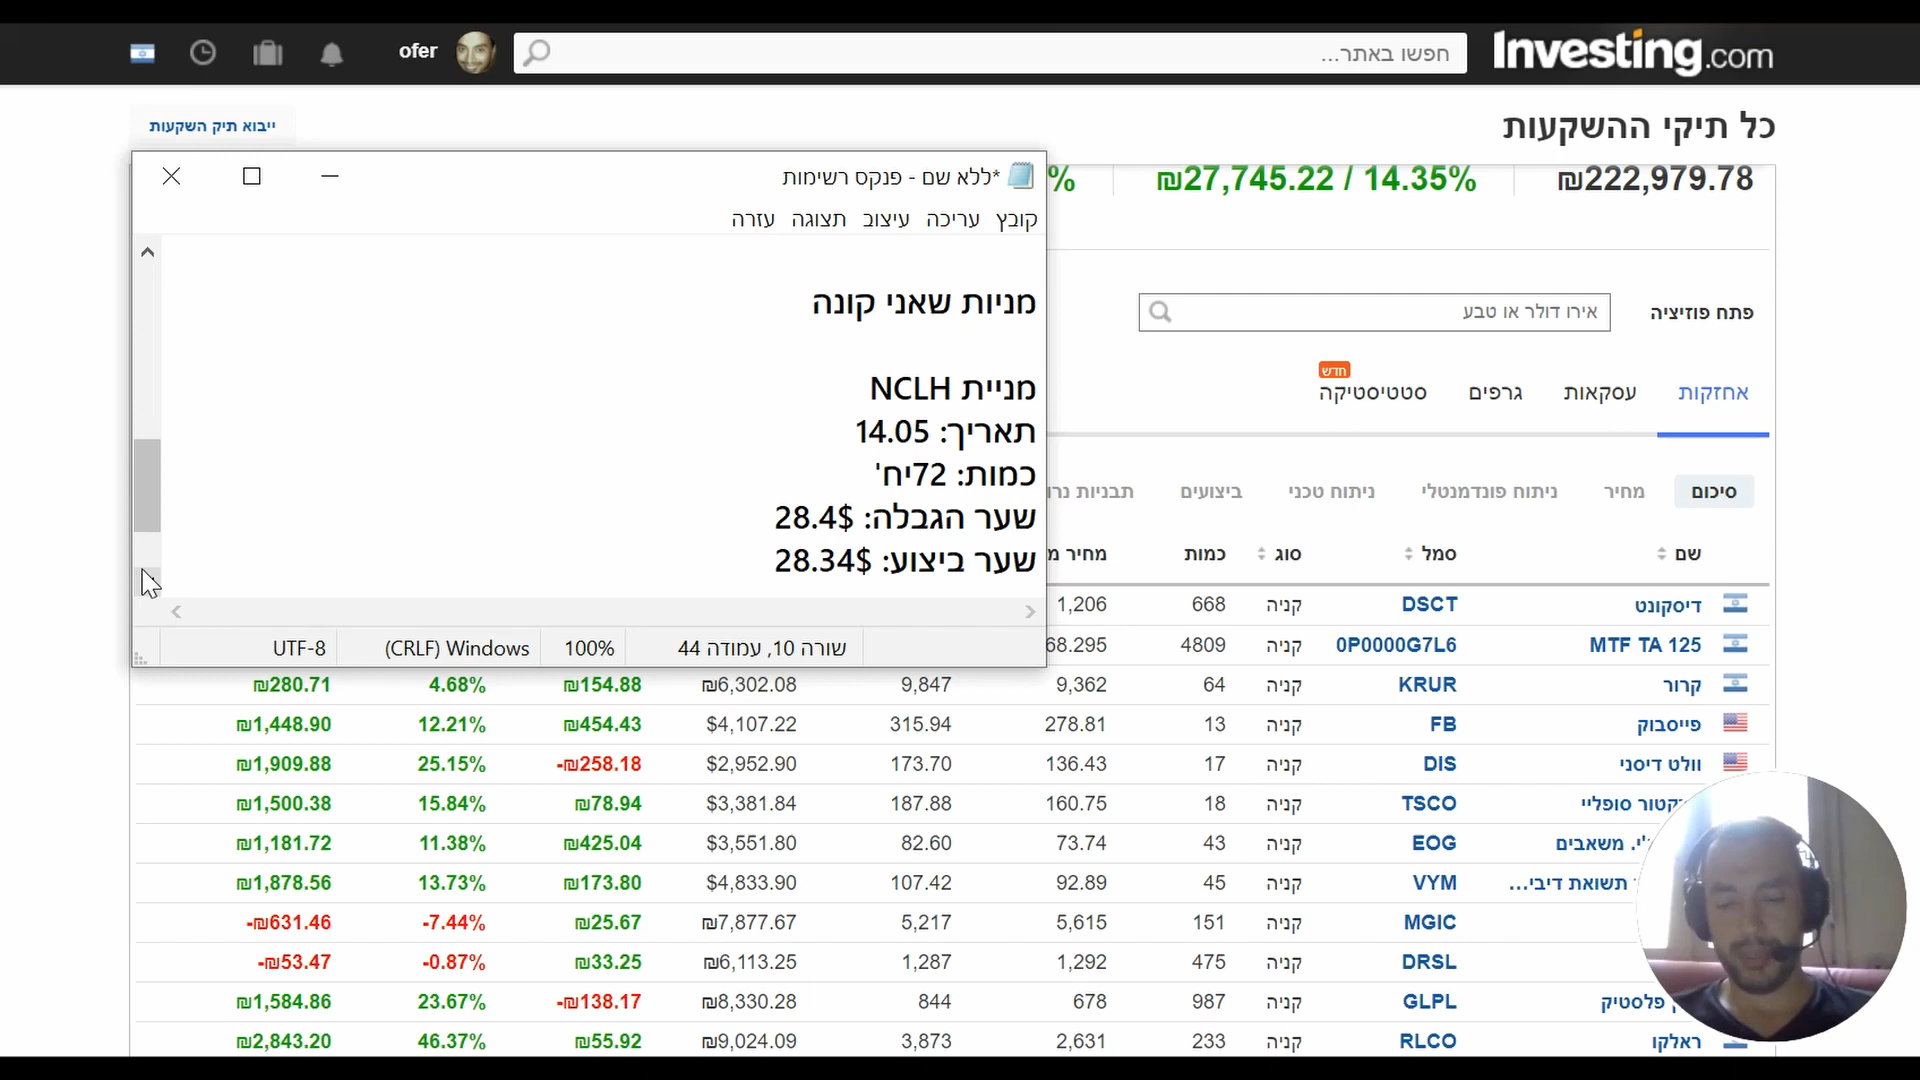 Investing.com
חפשו באתר...
ofer
כל תיקי ההשקעות
ייבוא תיק השקעות
₪222,979.78
₪27,745.22 / 14.35%
%
*ללא שם - פנקס רשימות
קובץ עריכה עיצוב תצוגה עזרה
מניות שאני קונה
מניית NCLH
תאריך: 14.05
כמות: 72יח'
שער הגבלה: 28.4$
שער ביצוע: 28.34$
שורה 10, עמודה 44 100% (CRLF) Windows UTF-8
פתח פוזיציה אירו דולר או טבע
חדש
אחזקות עסקאות גרפים סטטיסטיקה
סיכום מחיר ניתוח פונדמנטלי ניתוח טכני ביצועים תבניות
שם סמל סוג כמות מחיר
דיסקונט DSCT קניה 668 1,206
MTF TA 125 0P0000G7L6 קניה 4809 68.295
קרור KRUR קניה 64 9,362 9,847 ₪6,302.08 ₪154.88 4.68% ₪280.71
פייסבוק FB קניה 13 278.81 315.94 $4,107.22 ₪454.43 12.21% ₪1,448.90
וולט דיסני DIS קניה 17 136.43 173.70 $2,952.90 -₪258.18 25.15% ₪1,909.88
סופליי TSCO קניה 18 160.75 187.88 $3,381.84 ₪78.94 15.84% ₪1,500.38
משאבים EOG קניה 43 73.74 82.60 $3,551.80 ₪425.04 11.38% ₪1,181.72
תשואת דיבי... VYM קניה 45 92.89 107.42 $4,833.90 ₪173.80 13.73% ₪1,878.56
MGIC קניה 151 5,615 5,217 ₪7,877.67 ₪25.67 -7.44% -₪631.46
DRSL קניה 475 1,292 1,287 ₪6,113.25 ₪33.25 -0.87% -₪53.47
פלסטיק GLPL קניה 987 678 844 ₪8,330.28 -₪138.17 23.67% ₪1,584.86
ראלקו RLCO קניה 233 2,631 3,873 ₪9,024.09 ₪55.92 46.37% ₪2,843.20